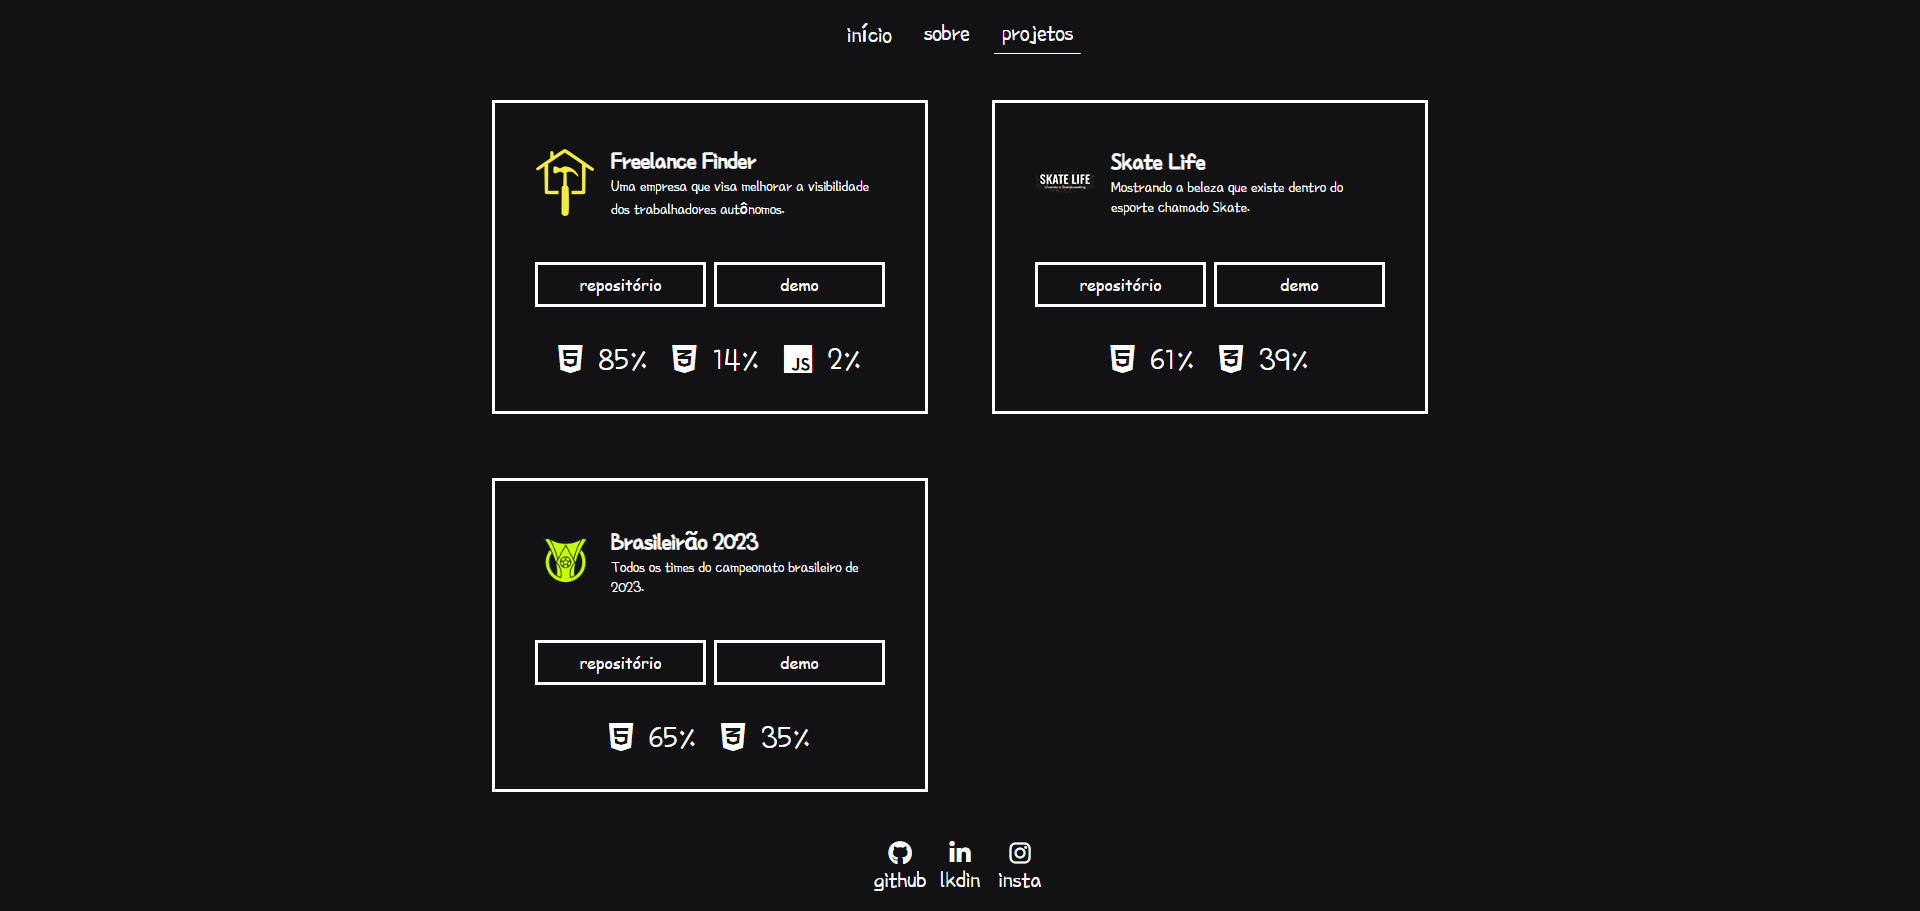 início sobre projetos
Freelance Finder
Uma empresa que visa melhorar a visibilidade
dos trabalhadores autônomos.
repositório demo
85% 14% JS 2%
SKATE LIFE
Skate Life
Mostrando a beleza que existe dentro do
esporte chamado Skate.
repositório demo
61% 39%
Brasileirão 2023
Todos os times do campeonato brasileiro de
2023.
repositório demo
65% 35%
github lkdin insta